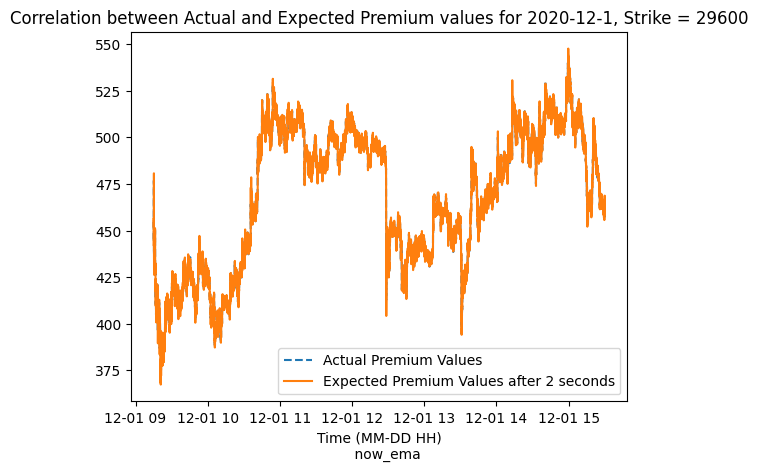 Correlation between Actual and Expected Premium values for 2020-12-1, Strike = 29600
550
525
500
475
450
425
400
375
Actual Premium Values
Expected Premium Values after 2 seconds
12-01 09 12-01 10 12-01 11 12-01 12 12-01 13 12-01 14 12-01 15
Time (MM-DD HH)
now_ema